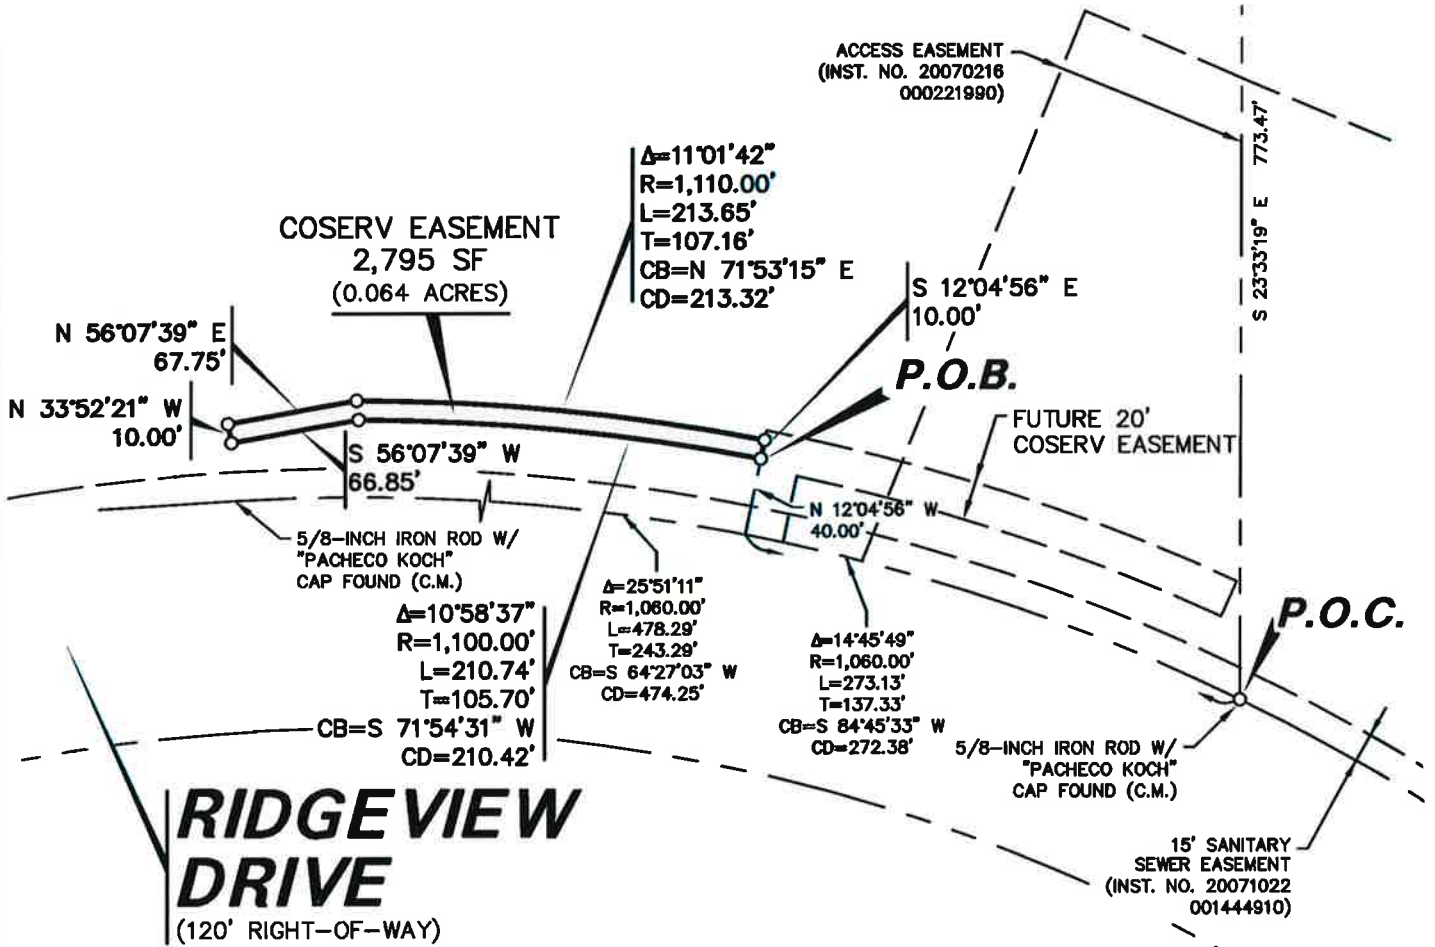 ACCESS EASEMENT
(INST. NO. 20070216
000221990)
S 23°33'19" E 773.47'
Δ=11°01'42"
R=1,110.00'
L=213.65'
T=107.16'
CB=N 71°53'15" E
CD=213.32'
COSERV EASEMENT
2,795 SF
(0.064 ACRES)
S 12°04'56" E
10.00'
N 56°07'39" E
67.75'
N 33°52'21" W
10.00'
P.O.B.
FUTURE 20'
COSERV EASEMENT
S 56°07'39" W
66.85'
N 12°04'56" W
40.00'
5/8-INCH IRON ROD W/
"PACHECO KOCH"
CAP FOUND (C.M.)
Δ=25°51'11"
R=1,060.00'
L=478.29'
T=243.29'
CB=S 64°27'03" W
CD=474.25'
Δ=10°58'37"
R=1,100.00'
L=210.74'
T=105.70'
CB=S 71°54'31" W
CD=210.42'
Δ=14°45'49"
R=1,060.00'
L=273.13'
T=137.33'
CB=S 84°45'33" W
CD=272.38'
P.O.C.
5/8-INCH IRON ROD W/
"PACHECO KOCH"
CAP FOUND (C.M.)
RIDGEVIEW
DRIVE
(120' RIGHT-OF-WAY)
15' SANITARY
SEWER EASEMENT
(INST. NO. 20071022
001444910)